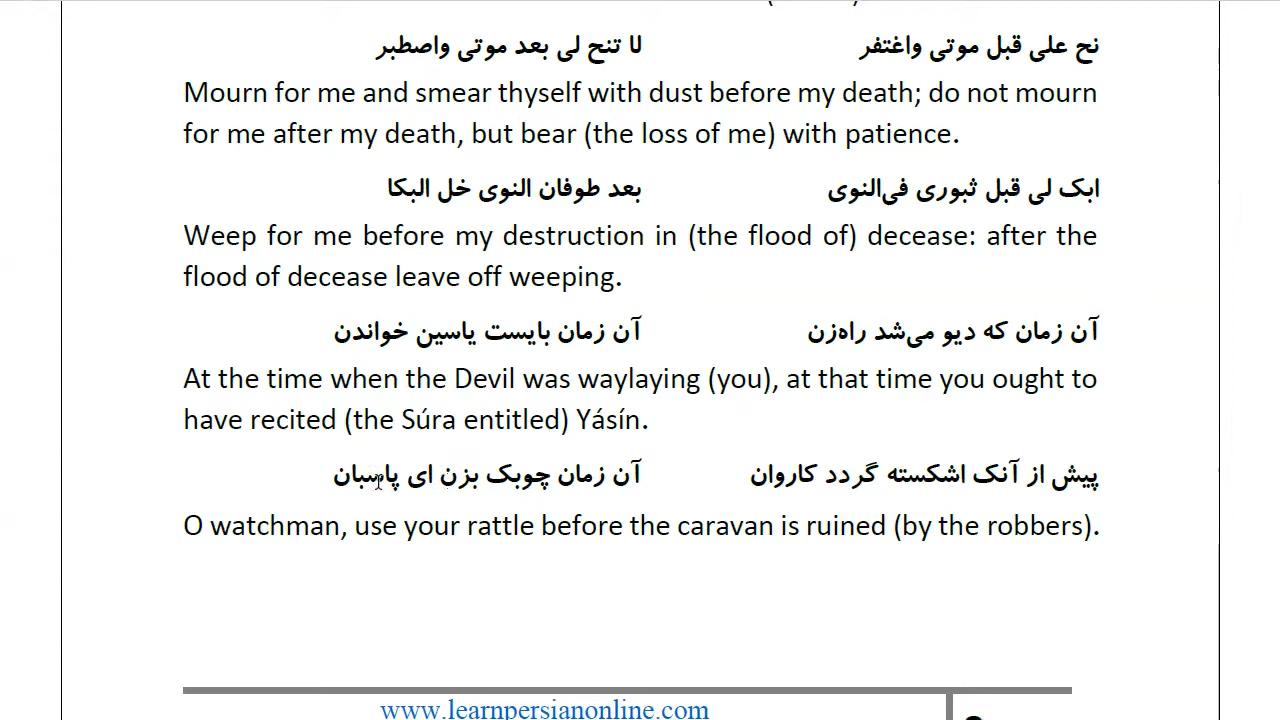 نح علی قبل موتی واغتفر لا تنح لی بعد موتی واصطبر
Mourn for me and smear thyself with dust before my death; do not mourn
for me after my death, but bear (the loss of me) with patience.
ابک لی قبل ثبوری فی‌النوی بعد طوفان النوی خل البکا
Weep for me before my destruction in (the flood of) decease: after the
flood of decease leave off weeping.
آن زمان که دیو می‌شد راه‌زن آن زمان بایست یاسین خواندن
At the time when the Devil was waylaying (you), at that time you ought to
have recited (the Súra entitled) Yásín.
پیش از آنک اشکسته گردد کاروان آن زمان چوبک بزن ای پاسبان
O watchman, use your rattle before the caravan is ruined (by the robbers).
www.learnpersianonline.com